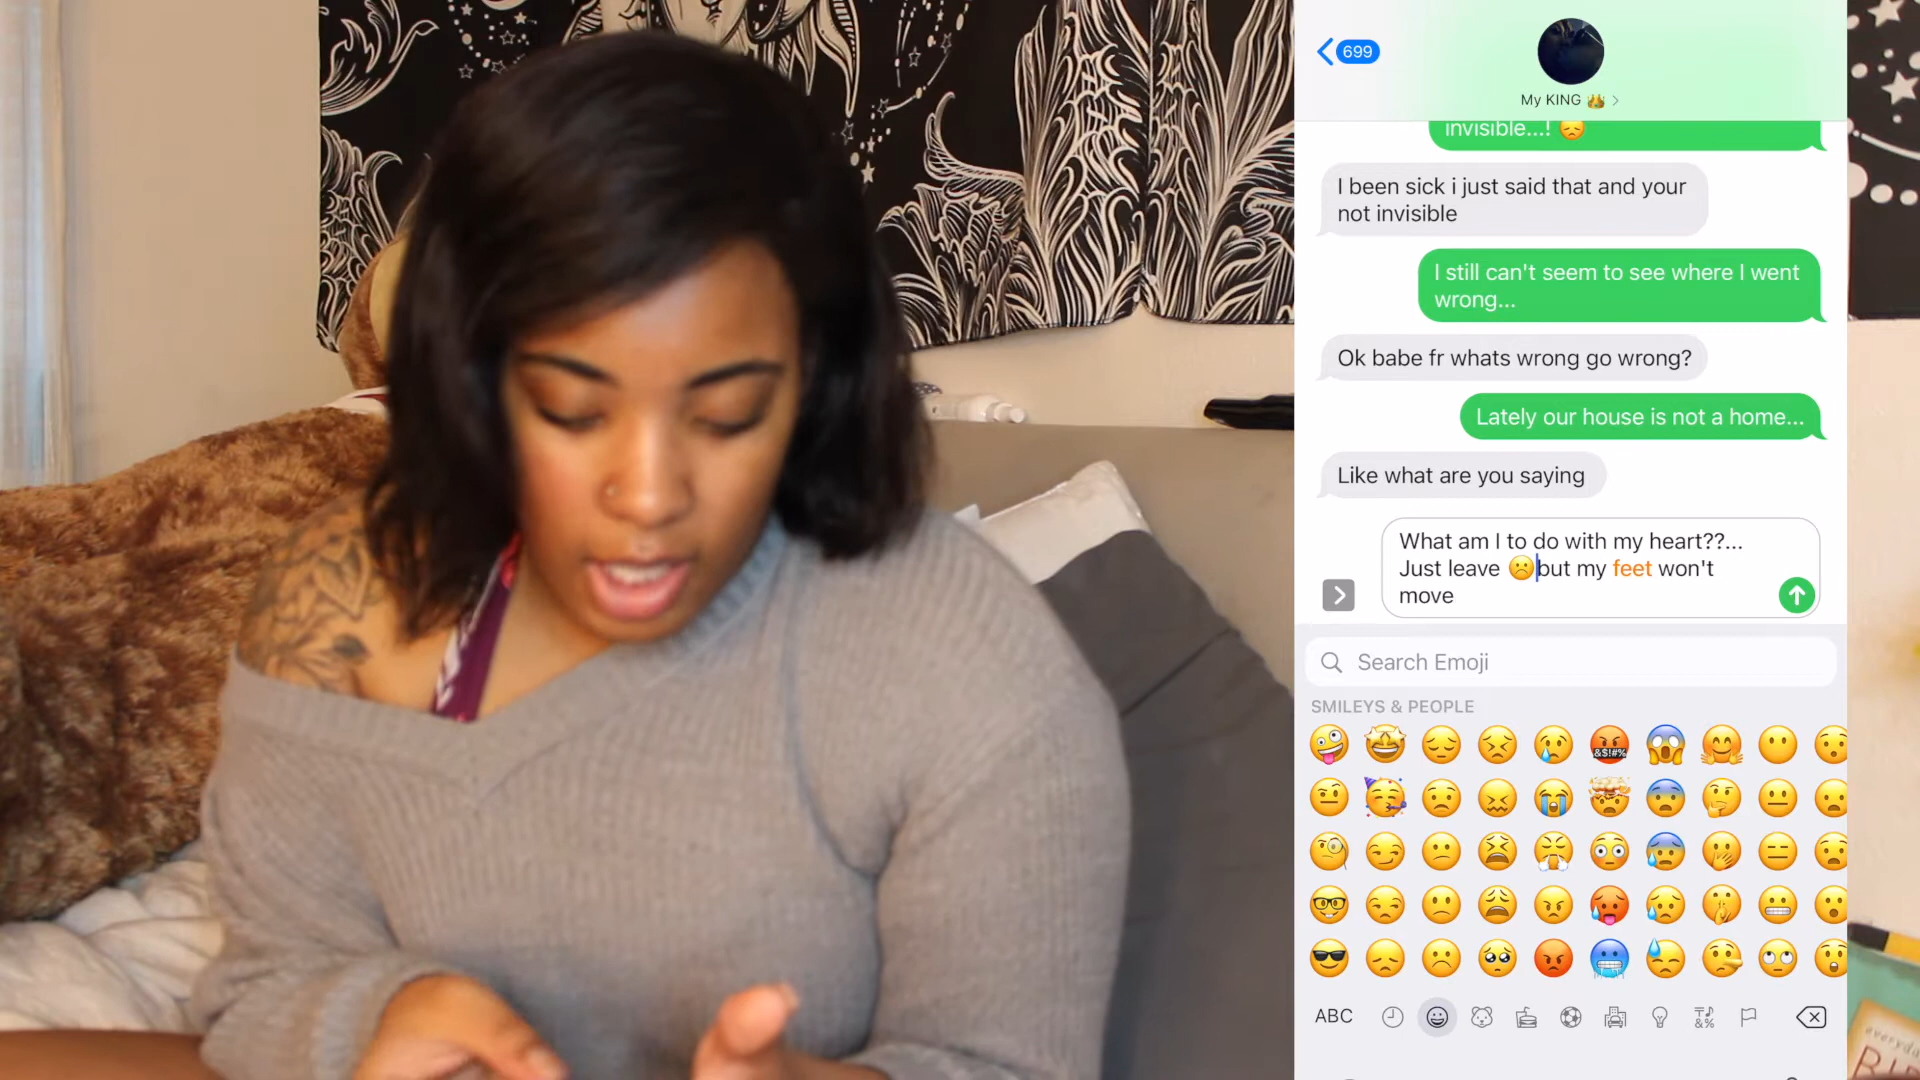 699
My KING 👑 >
invisible...! 😞
I been sick i just said that and your
not invisible
I still can't seem to see where I went
wrong...
Ok babe fr whats wrong go wrong?
Lately our house is not a home...
Like what are you saying
What am I to do with my heart??...
Just leave ☹️but my feet won't
move
Search Emoji
SMILEYS & PEOPLE
&$!#%
ABC
everyday